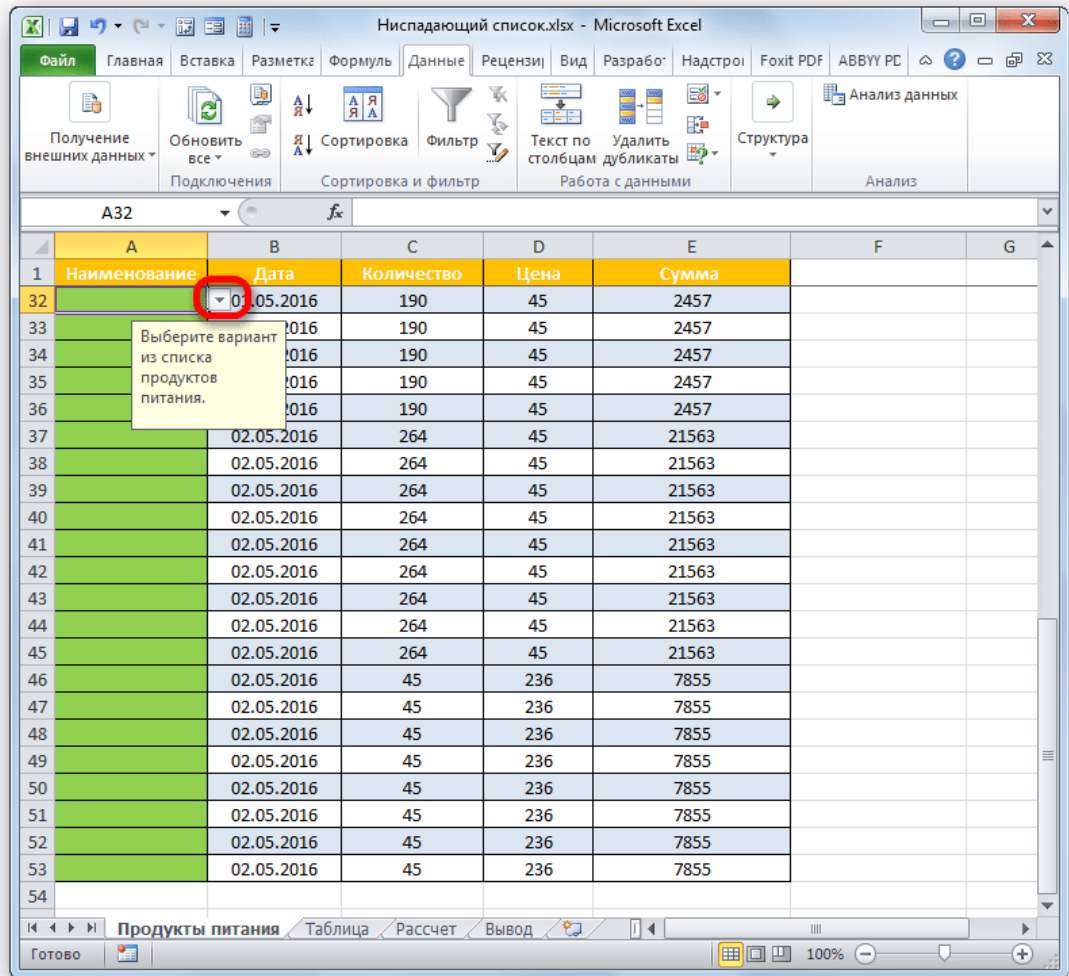 Ниспадающий список.xlsx - Microsoft Excel
Файл Главная Вставка Разметка Формуль Данные Рецензи Вид Разработ Надстрої Foxit PDF ABBYY PD
Получение внешних данных
Обновить все
Подключения
Сортировка
Фильтр
Сортировка и фильтр
Текст по столбцам
Удалить дубликаты
Работа с данными
Структура
Анализ данных
Анализ
A32 fx
A B C D E F G
1 Наименование Дата Количество Цена Сумма
32 01.05.2016 190 45 2457
33 2016 190 45 2457
34 2016 190 45 2457
35 2016 190 45 2457
36 2016 190 45 2457
Выберите вариант
из списка
продуктов
питания.
37 02.05.2016 264 45 21563
38 02.05.2016 264 45 21563
39 02.05.2016 264 45 21563
40 02.05.2016 264 45 21563
41 02.05.2016 264 45 21563
42 02.05.2016 264 45 21563
43 02.05.2016 264 45 21563
44 02.05.2016 264 45 21563
45 02.05.2016 264 45 21563
46 02.05.2016 45 236 7855
47 02.05.2016 45 236 7855
48 02.05.2016 45 236 7855
49 02.05.2016 45 236 7855
50 02.05.2016 45 236 7855
51 02.05.2016 45 236 7855
52 02.05.2016 45 236 7855
53 02.05.2016 45 236 7855
54
Продукты питания Таблица Рассчет Вывод
Готово 100%